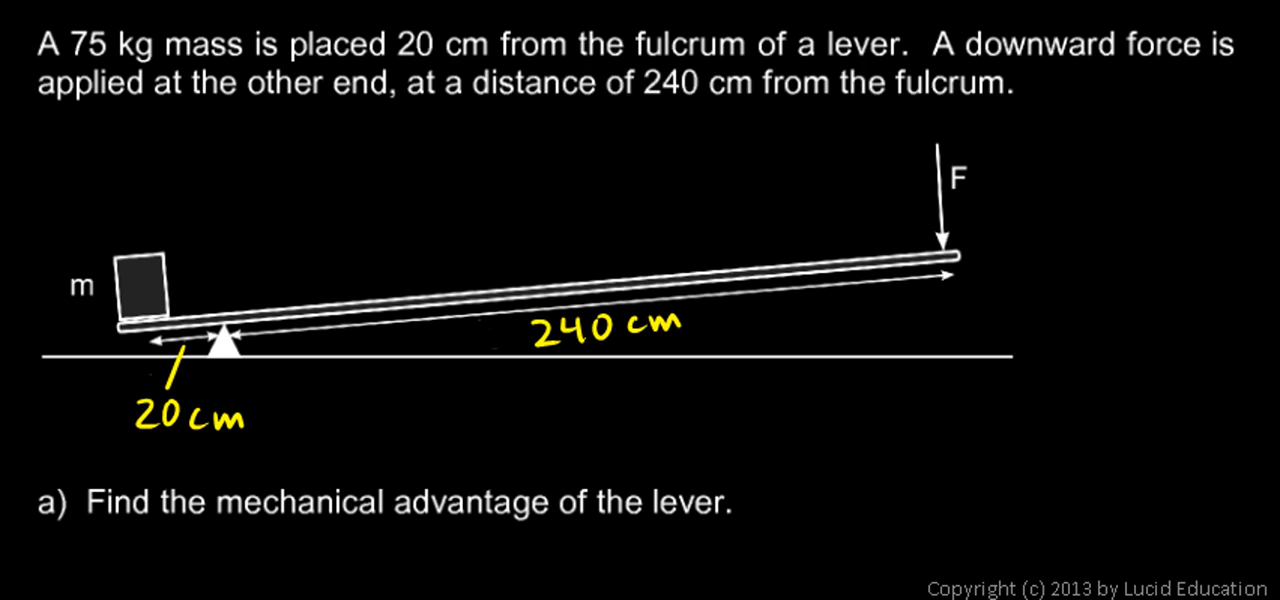 A 75 kg mass is placed 20 cm from the fulcrum of a lever. A downward force is
applied at the other end, at a distance of 240 cm from the fulcrum.
F
m
240 cm
20 cm
a) Find the mechanical advantage of the lever.
Copyright (c) 2013 by Lucid Education